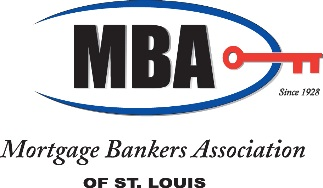 MBA
Since 1928
Mortgage Bankers Association
OF ST. LOUIS